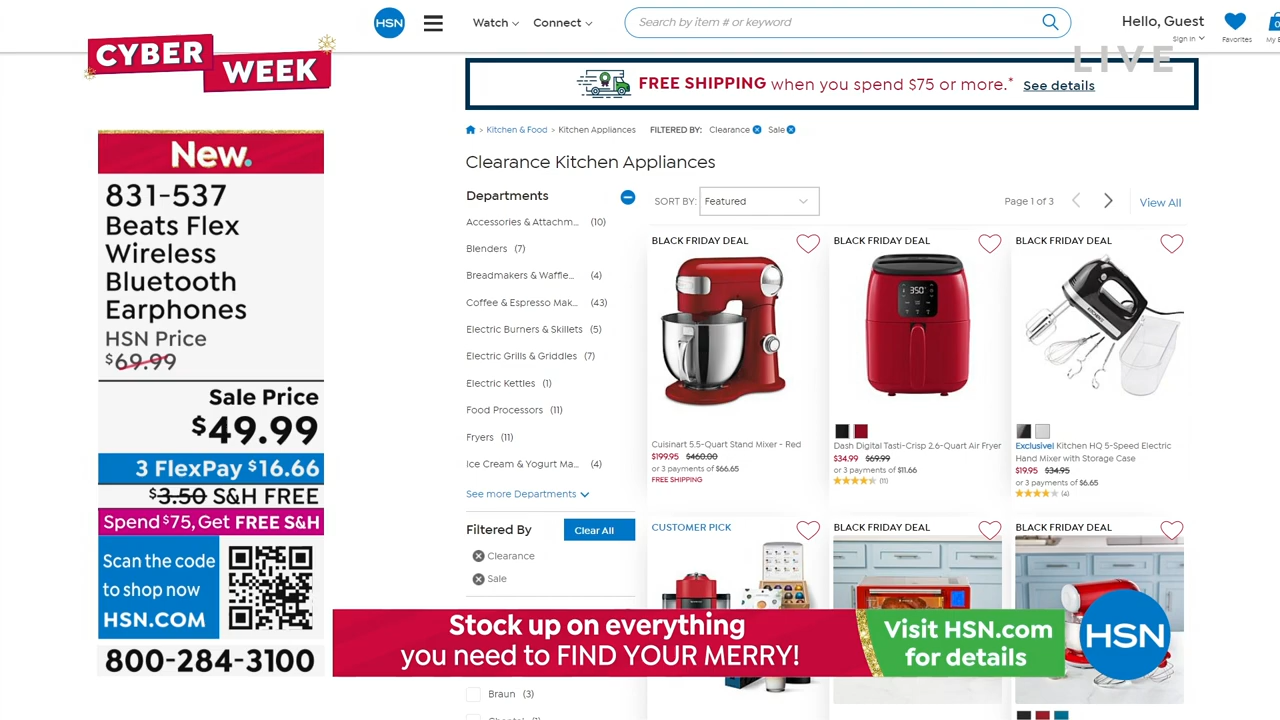 HSN
Watch
Connect
Search by item # or keyword
Hello, Guest
Sign In
Favorites
0
LIVE
CYBER
WEEK
FREE SHIPPING when you spend $75 or more.* See details
> Kitchen & Food > Kitchen Appliances FILTERED BY: Clearance Sale
Clearance Kitchen Appliances
New.
831-537
Beats Flex
Wireless
Bluetooth
Earphones
HSN Price
$69.99
Sale Price
$49.99
3 FlexPay $16.66
$3.50 S&H FREE
Spend $75, Get FREE S&H
Scan the code
to shop now
HSN.COM
800-284-3100
Departments
Accessories & Attachm... (10)
Blenders (7)
Breadmakers & Waffle... (4)
Coffee & Espresso Mak... (43)
Electric Burners & Skillets (5)
Electric Grills & Griddles (7)
Electric Kettles (1)
Food Processors (11)
Fryers (11)
Ice Cream & Yogurt Ma... (4)
See more Departments
Filtered By
Clear All
Clearance
Sale
Braun (3)
SORT BY: Featured
Page 1 of 3
View All
BLACK FRIDAY DEAL
Cuisinart 5.5-Quart Stand Mixer - Red
$199.95 $460.00
or 3 payments of $66.65
FREE SHIPPING
BLACK FRIDAY DEAL
350°
Dash Digital Tasti-Crisp 2.6-Quart Air Fryer
$34.99 $69.99
or 3 payments of $11.66
(11)
BLACK FRIDAY DEAL
Exclusive! Kitchen HQ 5-Speed Electric
Hand Mixer with Storage Case
$19.95 $34.95
or 3 payments of $6.65
(4)
CUSTOMER PICK
BLACK FRIDAY DEAL
BLACK FRIDAY DEAL
Stock up on everything
you need to FIND YOUR MERRY!
Visit HSN.com
for details
HSN